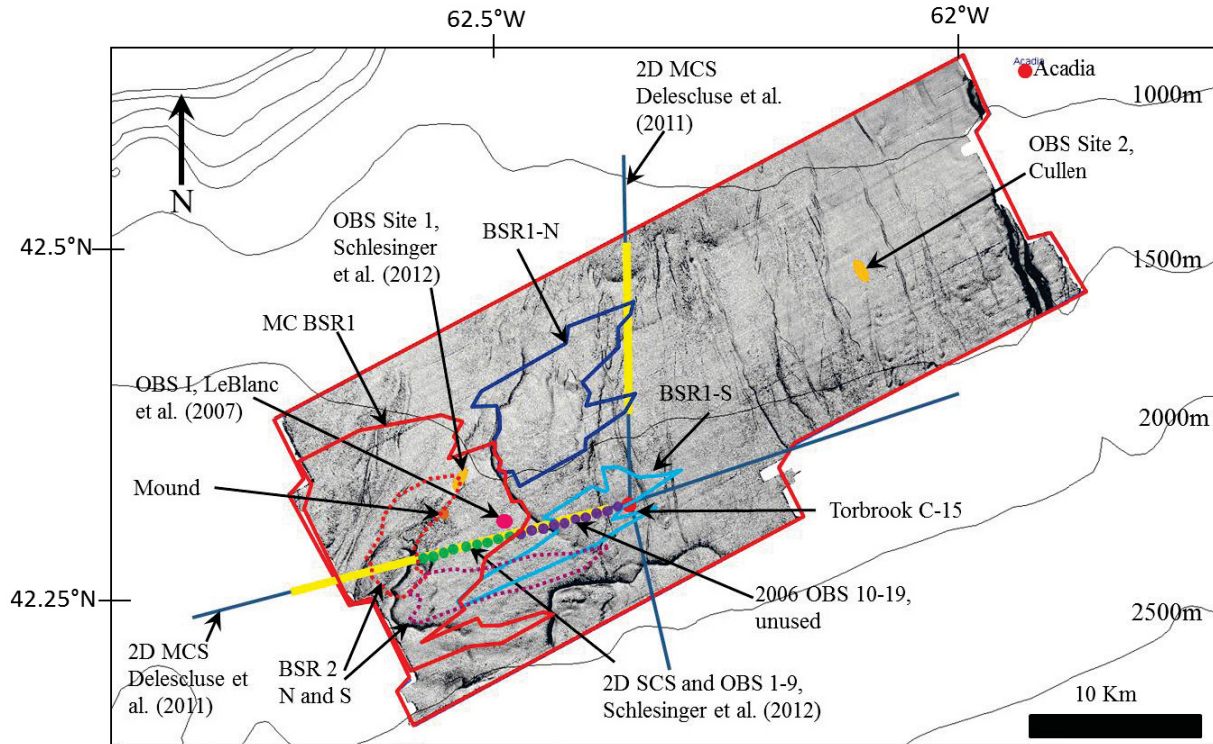 62.5°W
62°W
Acadia
Acadia
1000m
2D MCS
Delescluse et al.
(2011)
OBS Site 2,
Cullen
N
OBS Site 1,
Schlesinger
et al. (2012)
BSR1-N
42.5°N
1500m
MC BSR1
OBS I, LeBlanc
et al. (2007)
BSR1-S
2000m
Mound
Torbrook C-15
42.25°N
2006 OBS 10-19,
unused
2500m
2D MCS
Delescluse et
al. (2011)
BSR 2
N and S
2D SCS and OBS 1-9,
Schlesinger et al. (2012)
10 Km